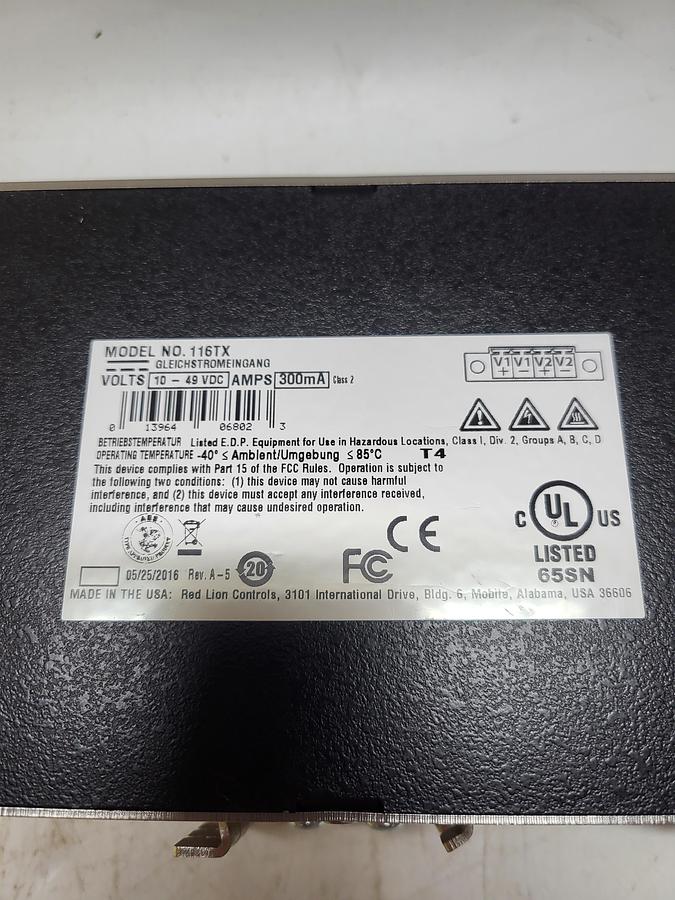 MODEL NO. 116TX
GLEICHSTROMEINGANG
VOLTS 10 - 49 VDC AMPS 300mA Class 2
V1 V1 V2 V2
+ - + -
0 13964 06802 3
BETRIEBSTEMPERATUR Listed E.D.P. Equipment for Use in Hazardous Locations, Class I, Div. 2, Groups A, B, C, D
OPERATING TEMPERATURE -40° ≤ Ambient/Umgebung ≤ 85°C T4
This device complies with Part 15 of the FCC Rules. Operation is subject to
the following two conditions: (1) this device may not cause harmful
interference, and (2) this device must accept any interference received,
including interference that may cause undesired operation.
ABS
TYPE APPROVED PRODUCT
CE
FC
C UL US
LISTED
65SN
05/25/2016 Rev. A-5 20
MADE IN THE USA: Red Lion Controls, 3101 International Drive, Bldg. 6, Mobile, Alabama, USA 36606